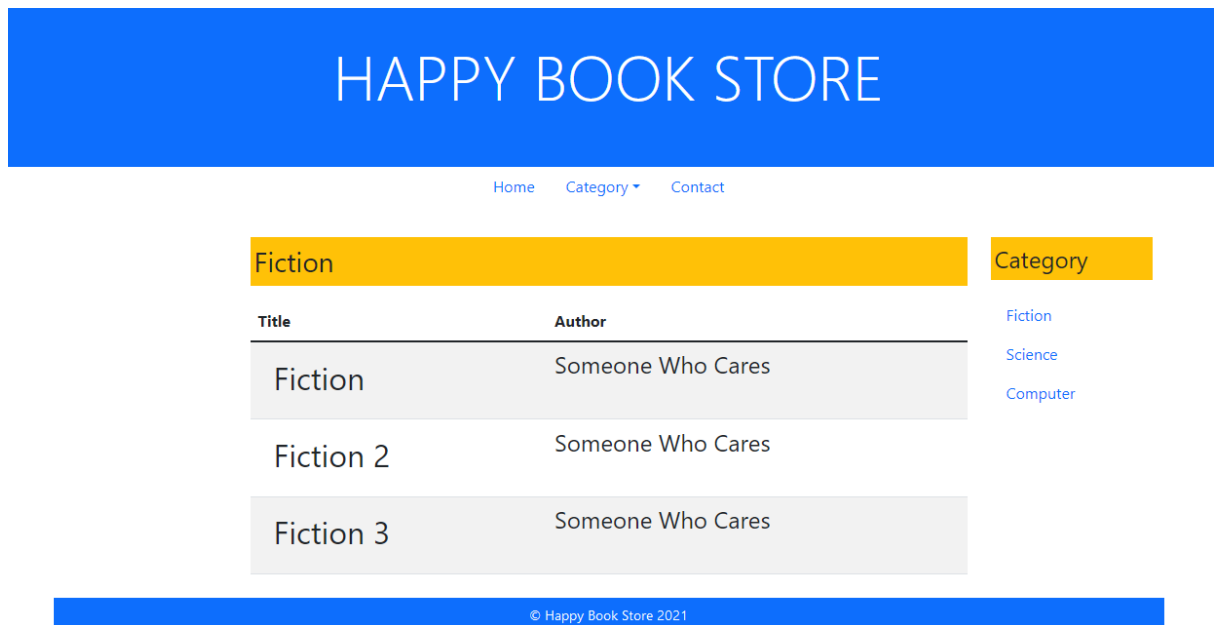 HAPPY BOOK STORE
Home Category Contact
Fiction
Title Author
Fiction Someone Who Cares
Fiction 2 Someone Who Cares
Fiction 3 Someone Who Cares
Category
Fiction
Science
Computer
© Happy Book Store 2021